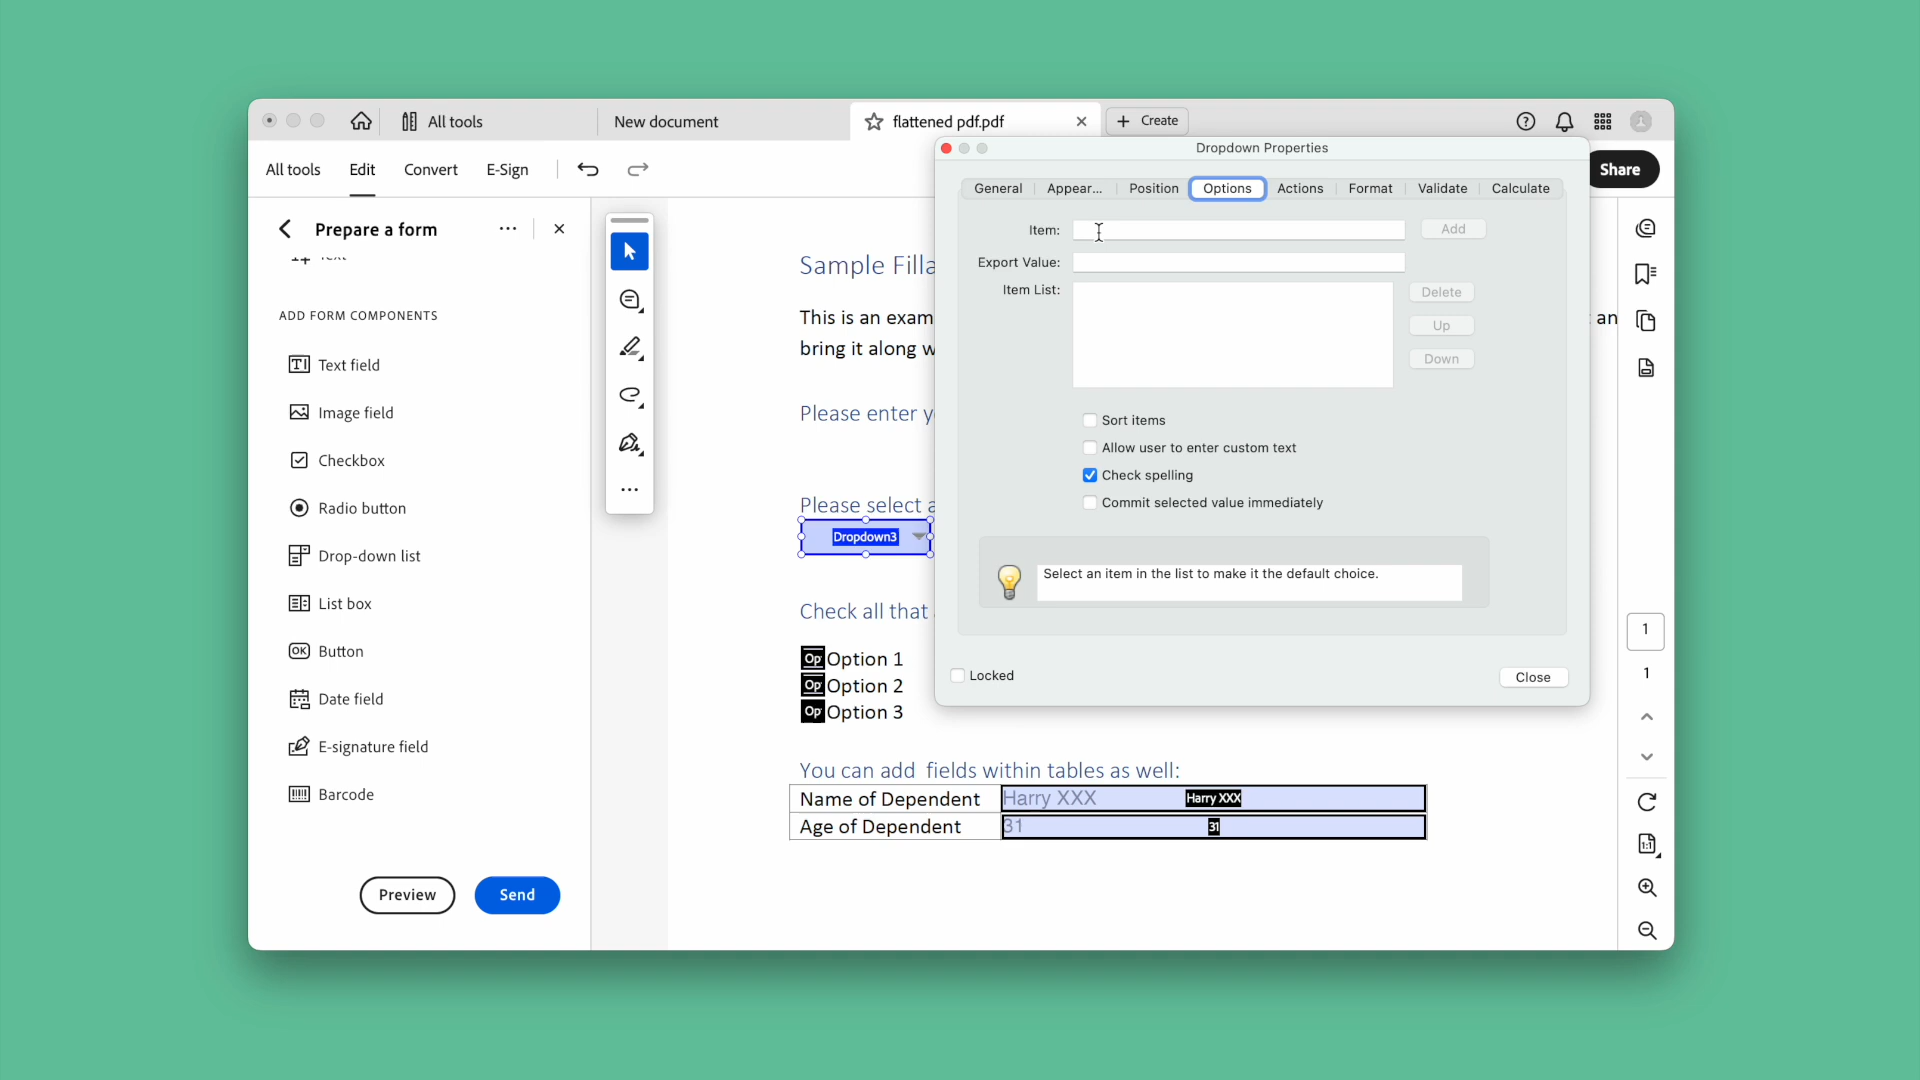 All tools
New document
flattened pdf.pdf
Create
All tools
Edit
Convert
E-Sign
Share
Prepare a form
ADD FORM COMPONENTS
Text field
Image field
Checkbox
Radio button
Drop-down list
List box
Button
Date field
E-signature field
Barcode
Preview
Send
Sample Filla
This is an exam
an
bring it along w
Please enter y
Please select a
Dropdown3
Check all that
Op Option 1
Op Option 2
Op Option 3
You can add fields within tables as well:
Name of Dependent Harry XXX Harry XXX
Age of Dependent 31 31
Dropdown Properties
General Appear... Position Options Actions Format Validate Calculate
Item: Add
Export Value:
Item List:
Delete
Up
Down
Sort items
Allow user to enter custom text
Check spelling
Commit selected value immediately
Select an item in the list to make it the default choice.
Locked
Close
1
1